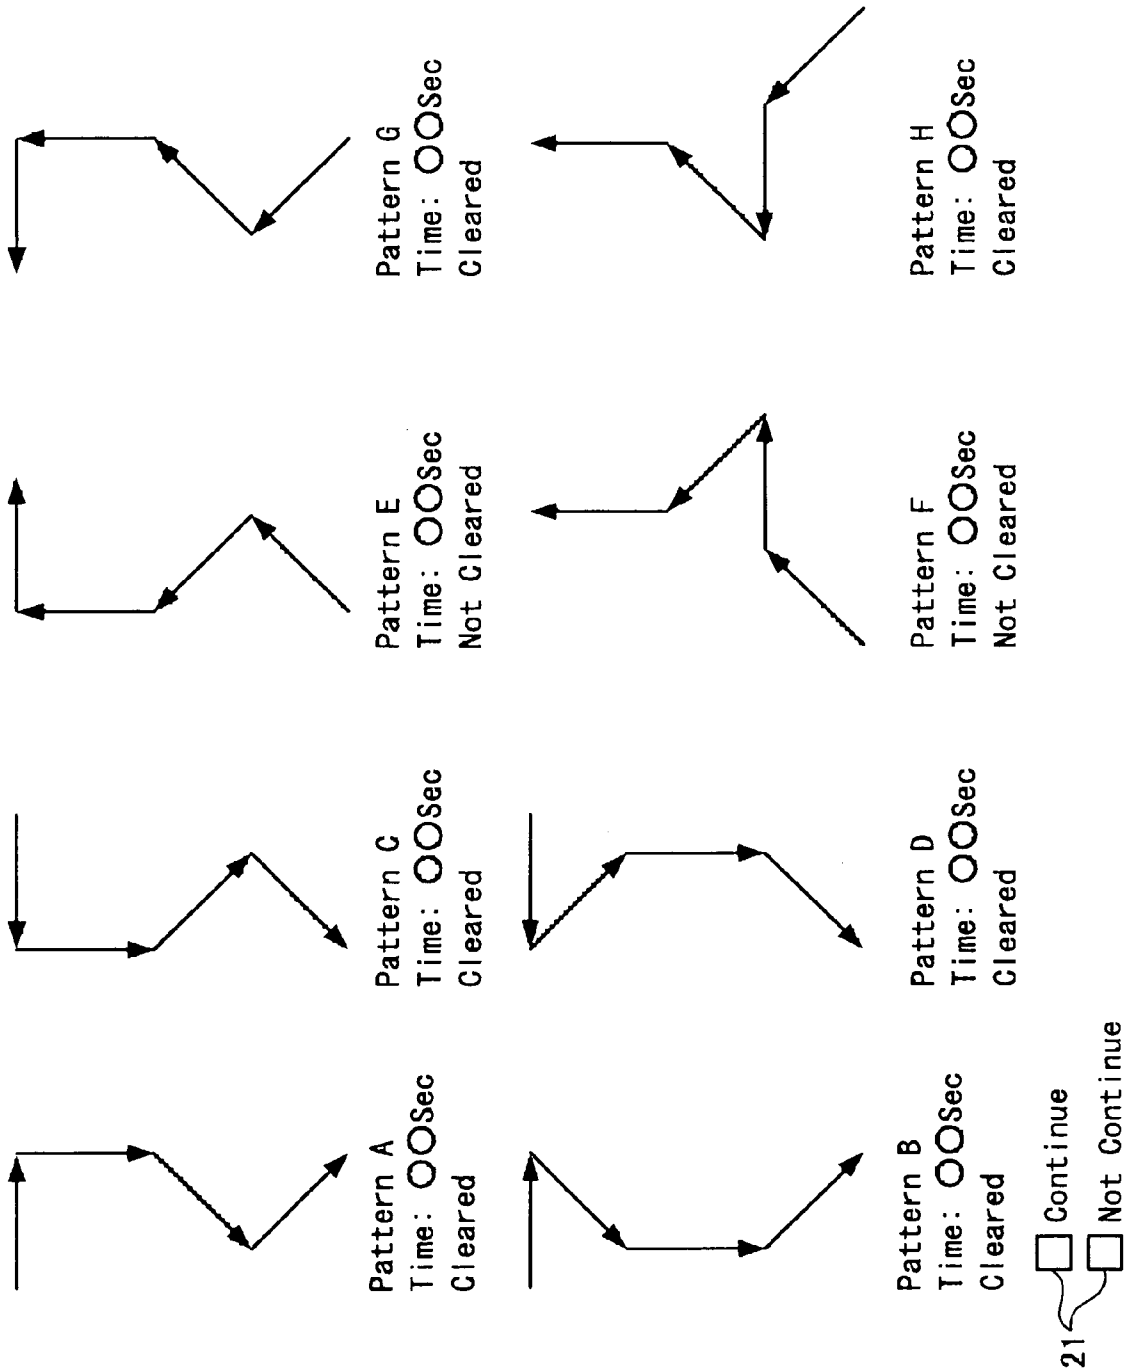 Pattern A
Time: ○○Sec
Cleared
Pattern C
Time: ○○Sec
Cleared
Pattern E
Time: ○○Sec
Not Cleared
Pattern G
Time: ○○Sec
Cleared
Pattern B
Time: ○○Sec
Cleared
Pattern D
Time: ○○Sec
Cleared
Pattern F
Time: ○○Sec
Not Cleared
Pattern H
Time: ○○Sec
Cleared
21
Continue
Not Continue